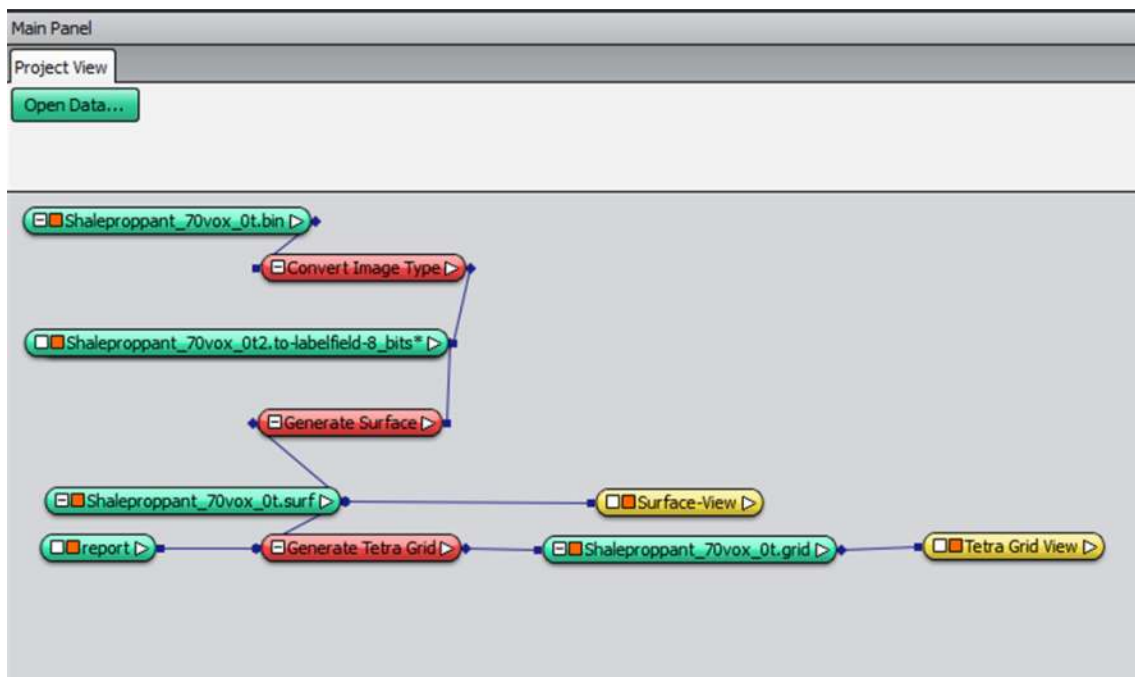 Main Panel
Project View
Open Data...
Shaleproppant_70vox_0t.bin
Convert Image Type
Shaleproppant_70vox_0t2.to-labelfield-8_bits*
Generate Surface
Shaleproppant_70vox_0t.surf
Surface-View
report
Generate Tetra Grid
Shaleproppant_70vox_0t.grid
Tetra Grid View